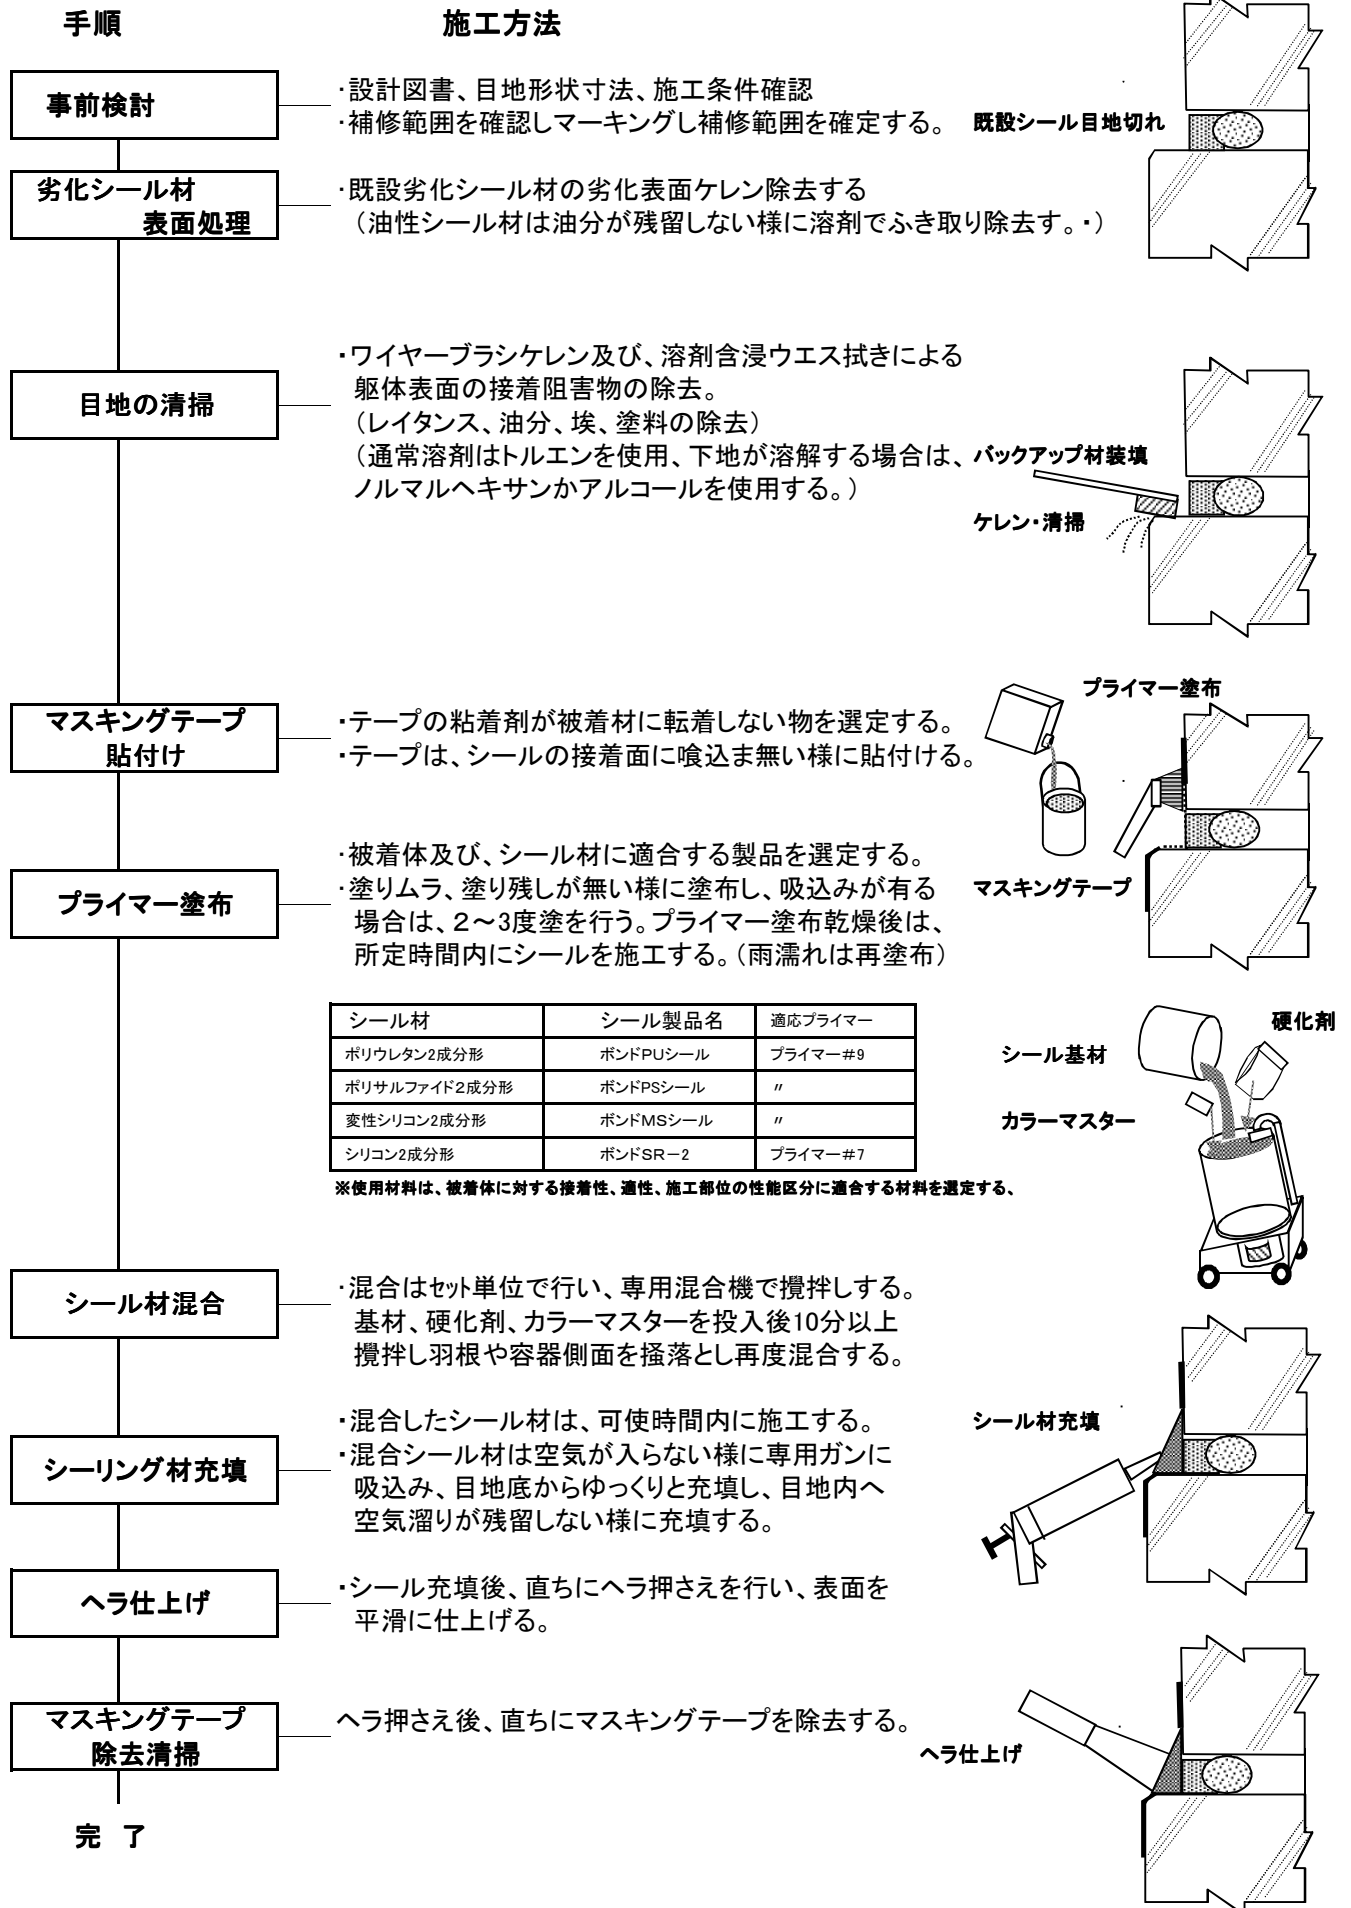 手順
施工方法
事前検討
・設計図書、目地形状寸法、施工条件確認
・補修範囲を確認しマーキングし補修範囲を確定する。
既設シール目地切れ
劣化シール材
表面処理
・既設劣化シール材の劣化表面ケレン除去する
（油性シール材は油分が残留しない様に溶剤でふき取り除去す。・）
目地の清掃
・ワイヤーブラシケレン及び、溶剤含浸ウエス拭きによる
躯体表面の接着阻害物の除去。
（レイタンス、油分、埃、塗料の除去）
（通常溶剤はトルエンを使用、下地が溶解する場合は、
ノルマルヘキサンかアルコールを使用する。）
バックアップ材装填
ケレン・清掃
マスキングテープ
貼付け
・テープの粘着剤が被着材に転着しない物を選定する。
・テープは、シールの接着面に喰込ま無い様に貼付ける。
プライマー塗布
マスキングテープ
プライマー塗布
・被着体及び、シール材に適合する製品を選定する。
・塗りムラ、塗り残しが無い様に塗布し、吸込みが有る
場合は、２～3度塗を行う。プライマー塗布乾燥後は、
所定時間内にシールを施工する。（雨濡れは再塗布）
シール材 シール製品名 適応プライマー
ポリウレタン2成分形 ボンドPUシール プライマー＃9
ポリサルファイド２成分形 ボンドPSシール 〃
変性シリコン2成分形 ボンドＭＳシール 〃
シリコン2成分形 ボンドＳＲ－2 プライマー＃7
※使用材料は、被着体に対する接着性、適性、施工部位の性能区分に適合する材料を選定する、
硬化剤
シール基材
カラーマスター
シール材混合
・混合はｾｯﾄ単位で行い、専用混合機で攪拌しする。
基材、硬化剤、カラーマスターを投入後10分以上
攪拌し羽根や容器側面を掻落とし再度混合する。
シーリング材充填
・混合したシール材は、可使時間内に施工する。
・混合シール材は空気が入らない様に専用ガンに
吸込み、目地底からゆっくりと充填し、目地内へ
空気溜りが残留しない様に充填する。
シール材充填
ヘラ仕上げ
・シール充填後、直ちにヘラ押さえを行い、表面を
平滑に仕上げる。
マスキングテープ
除去清掃
ヘラ押さえ後、直ちにマスキングテープを除去する。
ヘラ仕上げ
完 了